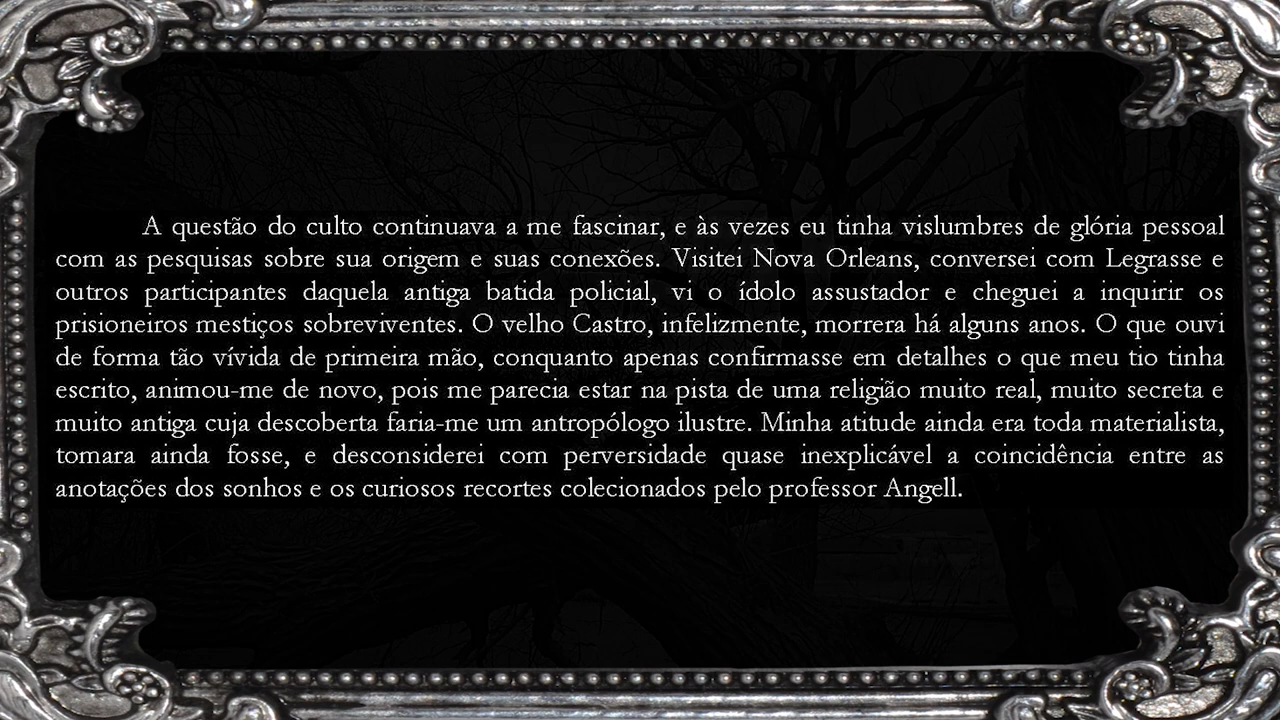 A questão do culto continuava a me fascinar, e às vezes eu tinha vislumbres de glória pessoal
com as pesquisas sobre sua origem e suas conexões. Visitei Nova Orleans, conversei com Legrasse e
outros participantes daquela antiga batida policial, vi o ídolo assustador e cheguei a inquirir os
prisioneiros mestiços sobreviventes. O velho Castro, infelizmente, morrera há alguns anos. O que ouvi
de forma tão vívida de primeira mão, conquanto apenas confirmasse em detalhes o que meu tio tinha
escrito, animou-me de novo, pois me parecia estar na pista de uma religião muito real, muito secreta e
muito antiga cuja descoberta faria-me um antropólogo ilustre. Minha atitude ainda era toda materialista,
tomara ainda fosse, e desconsiderei com perversidade quase inexplicável a coincidência entre as
anotações dos sonhos e os curiosos recortes colecionados pelo professor Angell.